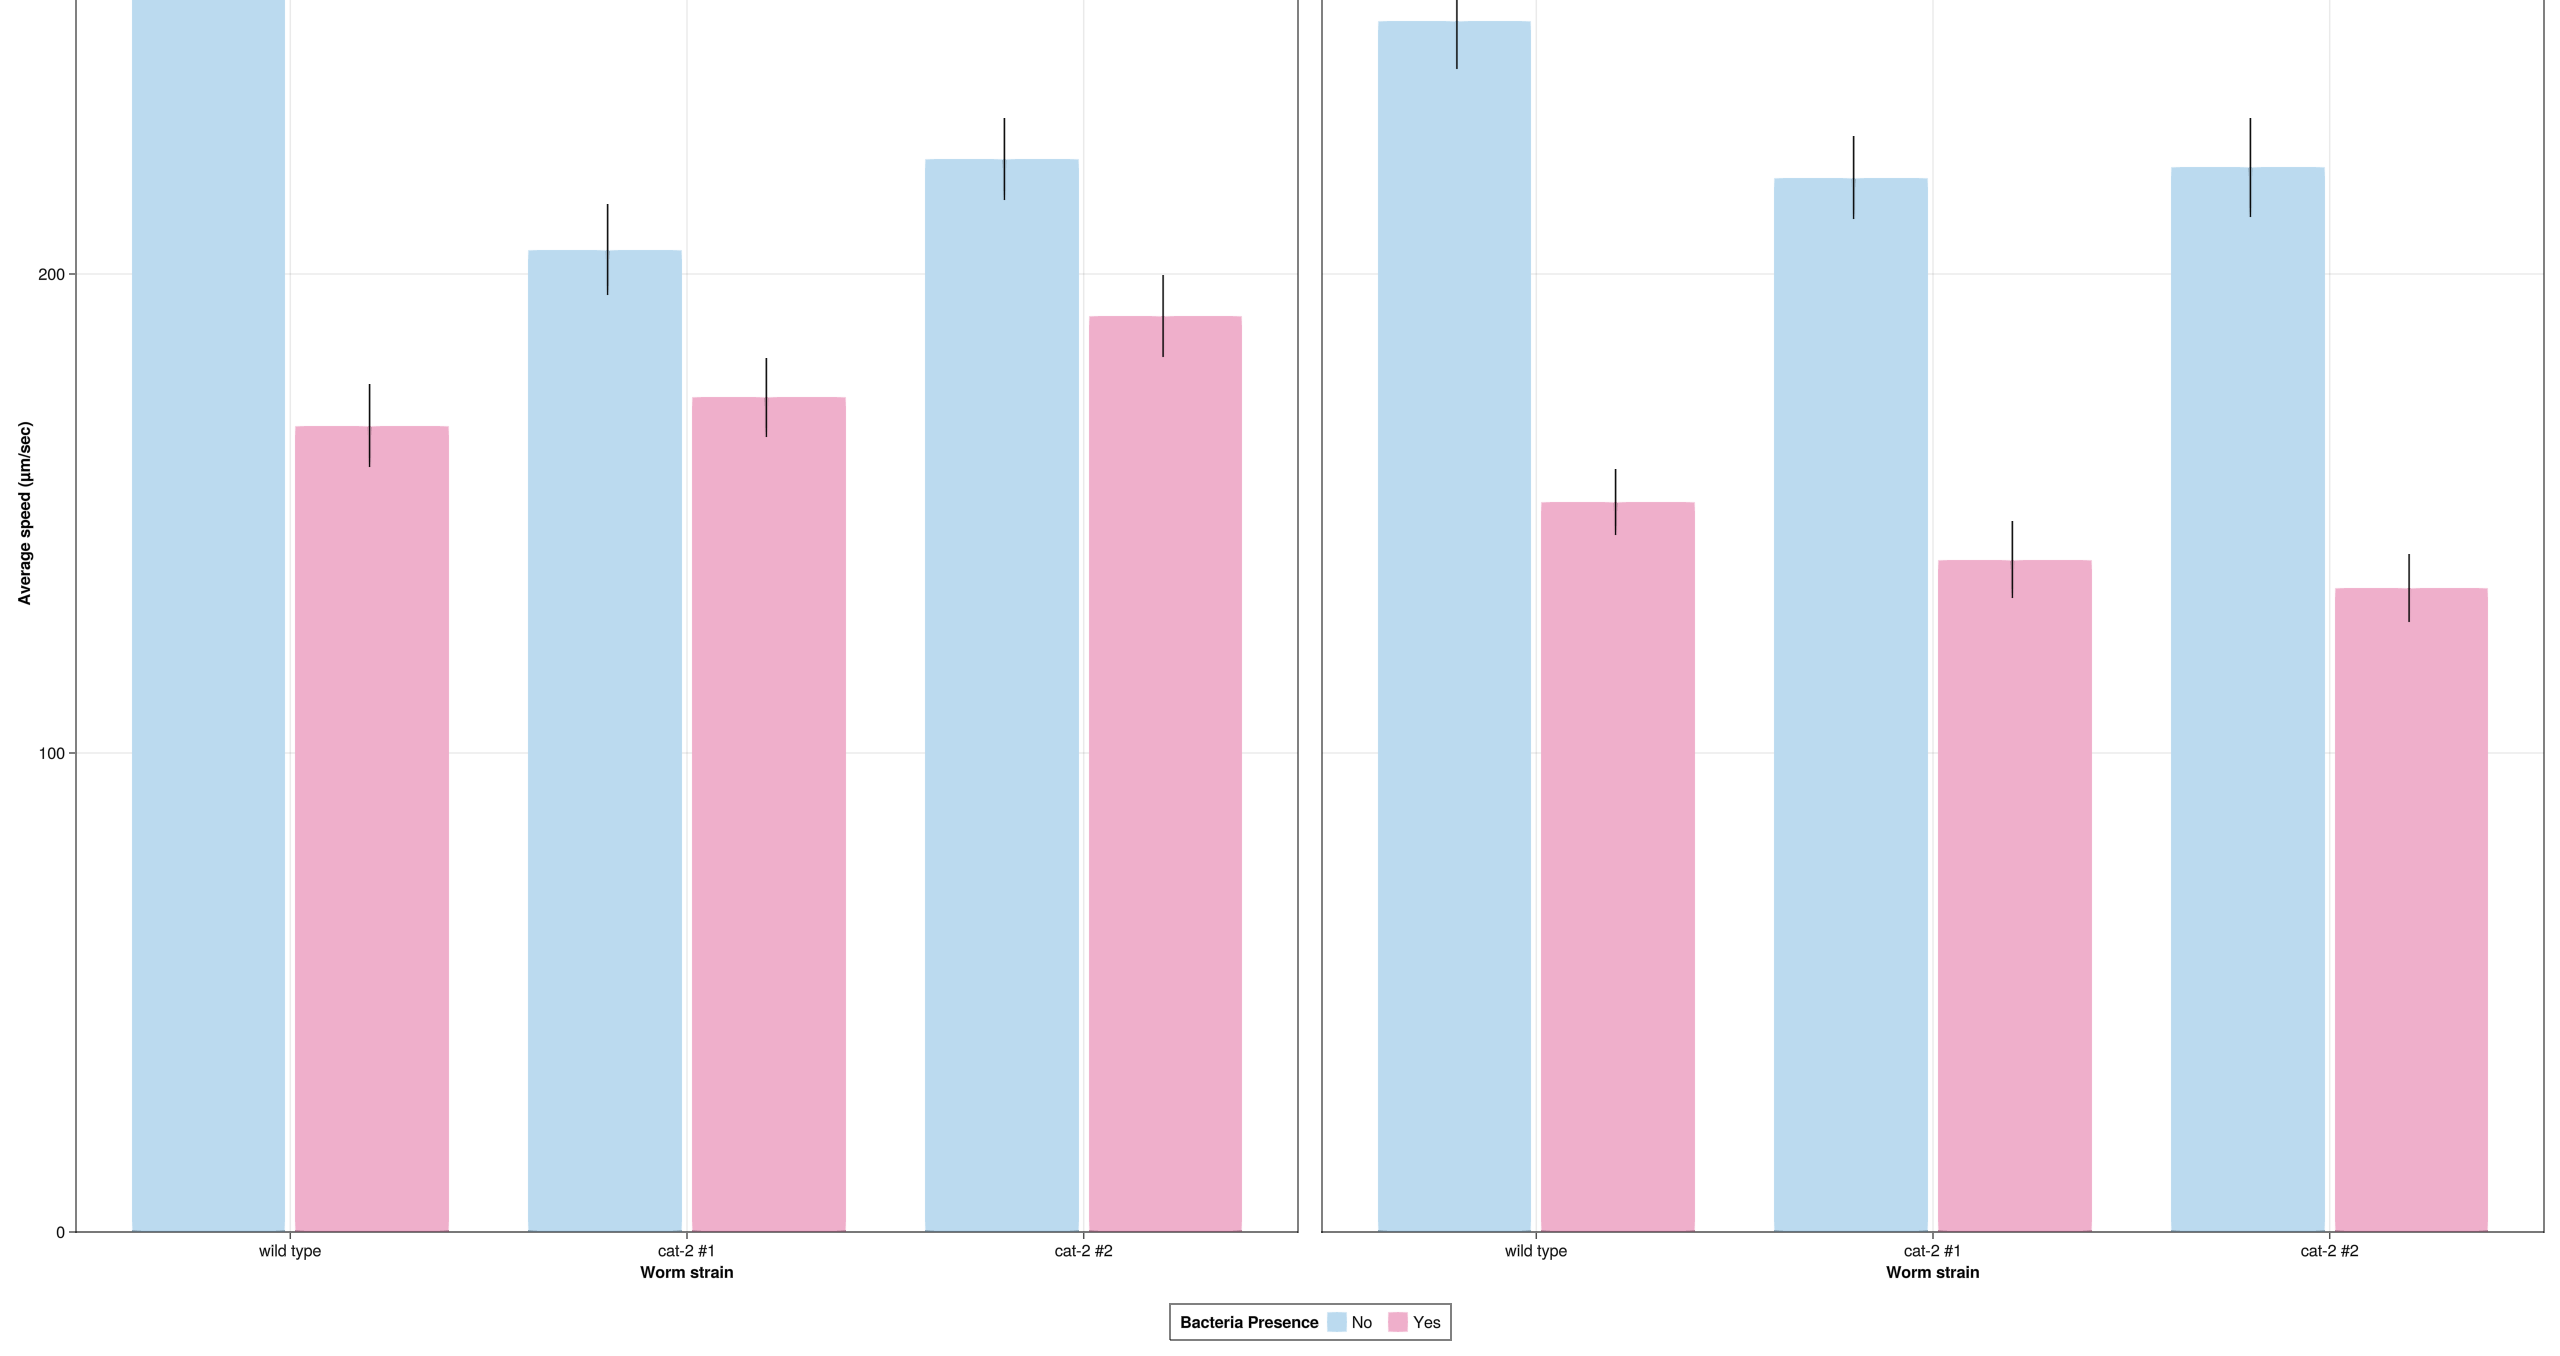 Average speed (µm/sec)
200
100
0
wild type cat-2 #1 cat-2 #2
Worm strain
wild type cat-2 #1 cat-2 #2
Worm strain
Bacteria Presence No Yes